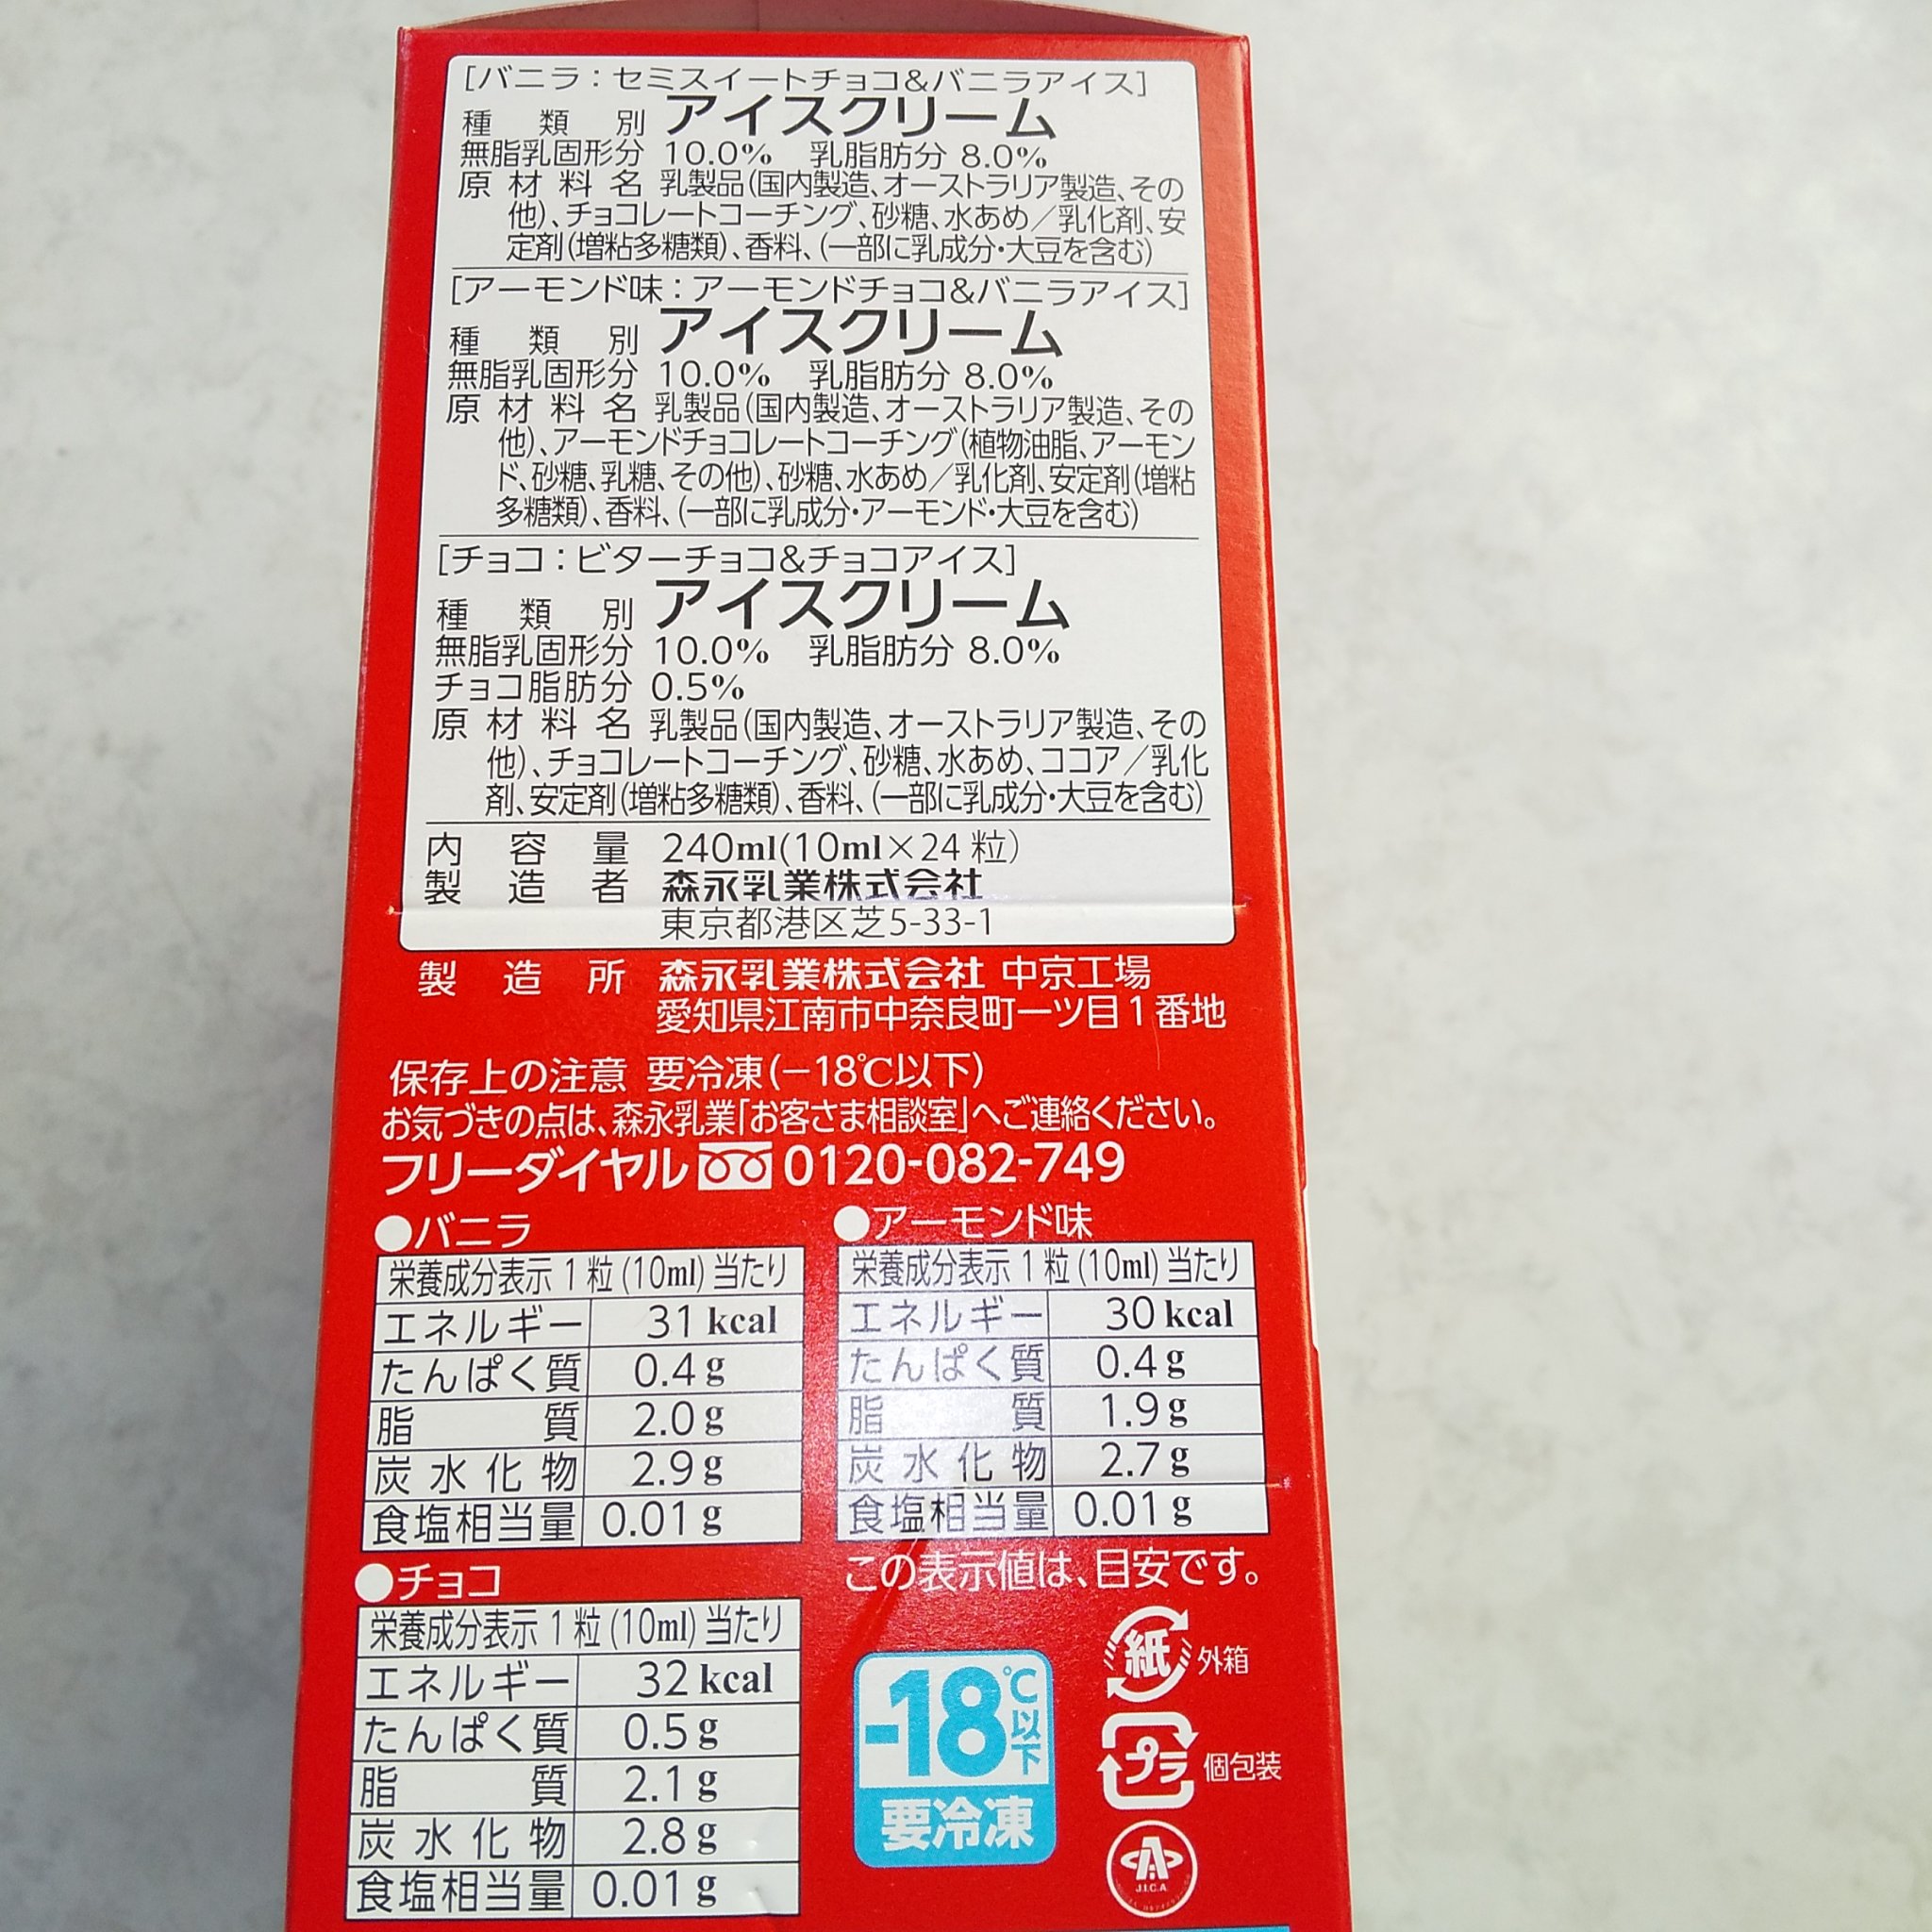 [バニラ：セミスイートチョコ&バニラアイス]
種類別 アイスクリーム
無脂乳固形分 10.0% 乳脂肪分 8.0%
原材料名 乳製品(国内製造、オーストラリア製造、その
他)、チョコレートコーチング、砂糖、水あめ／乳化剤、安
定剤(増粘多糖類)、香料、(一部に乳成分・大豆を含む)
[アーモンド味：アーモンドチョコ&バニラアイス]
種類別 アイスクリーム
無脂乳固形分 10.0% 乳脂肪分 8.0%
原材料名 乳製品(国内製造、オーストラリア製造、その
他)、アーモンドチョコレートコーチング(植物油脂、アーモン
ド、砂糖、乳糖、その他)、砂糖、水あめ／乳化剤、安定剤(増粘
多糖類)、香料、(一部に乳成分・アーモンド・大豆を含む)
[チョコ：ビターチョコ&チョコアイス]
種類別 アイスクリーム
無脂乳固形分 10.0% 乳脂肪分 8.0%
チョコ脂肪分 0.5%
原材料名 乳製品(国内製造、オーストラリア製造、その
他)、チョコレートコーチング、砂糖、水あめ、ココア／乳化
剤、安定剤(増粘多糖類)、香料、(一部に乳成分・大豆を含む)
内容量 240ml(10ml×24粒)
製造者 森永乳業株式会社
東京都港区芝5-33-1
製造所 森永乳業株式会社 中京工場
愛知県江南市中奈良町一ツ目1番地
保存上の注意 要冷凍(－18℃以下)
お気づきの点は、森永乳業「お客さま相談室」へご連絡ください。
フリーダイヤル 0120-082-749
●バニラ
栄養成分表示 1粒(10ml)当たり
エネルギー 31kcal
たんぱく質 0.4g
脂質 2.0g
炭水化物 2.9g
食塩相当量 0.01g
●アーモンド味
栄養成分表示 1粒(10ml)当たり
エネルギー 30kcal
たんぱく質 0.4g
脂質 1.9g
炭水化物 2.7g
食塩相当量 0.01g
●チョコ
栄養成分表示 1粒(10ml)当たり
エネルギー 32kcal
たんぱく質 0.5g
脂質 2.1g
炭水化物 2.8g
食塩相当量 0.01g
この表示値は、目安です。
-18℃以下
要冷凍
紙 外箱
プラ 個包装
J.I.C.A